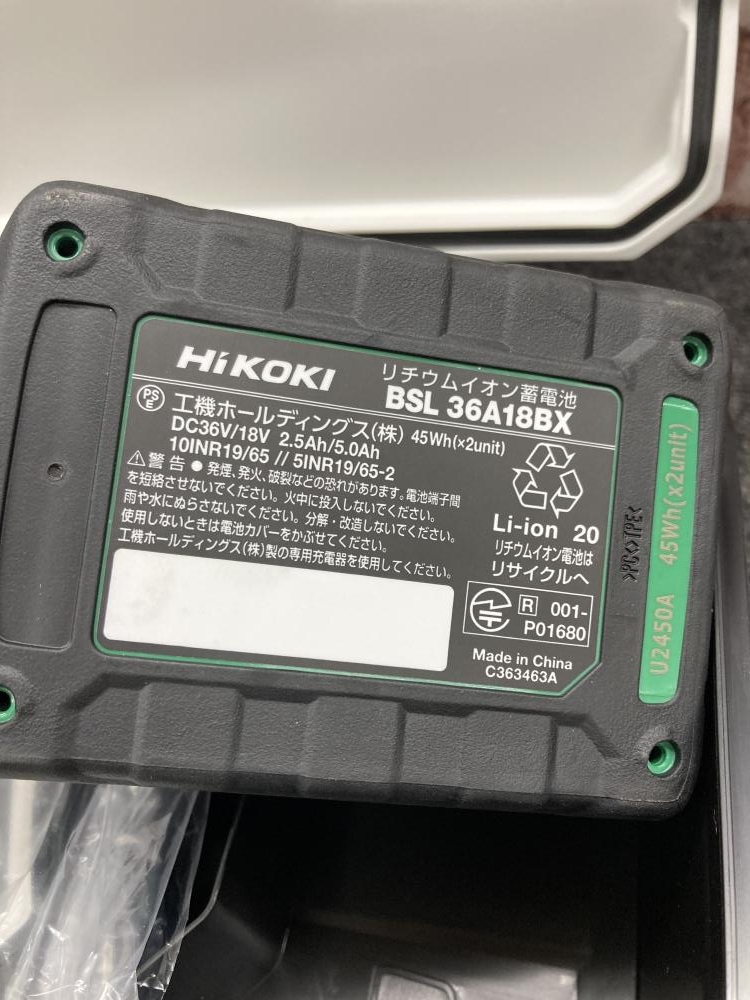 HiKOKI
リチウムイオン蓄電池
BSL 36A18BX
PS E 工機ホールディングス(株) 45Wh(×2unit)
DC36V/18V 2.5Ah/5.0Ah
10INR19/65 // 5INR19/65-2
⚠警告 ● 発煙、発火、破裂などの恐れがあります。電池端子間
を短絡させないでください。火中に投入しないでください。
雨や水にぬらさないでください。分解・改造しないでください。
使用しないときは電池カバーをかぶせてください。
工機ホールディングス(株)製の専用充電器を使用してください。
Li-ion 20
リチウムイオン電池は
リサイクルへ
R 001-
P01680
Made in China
C363463A
>PC<>TPE<
U2450A 45Wh(x2unit)